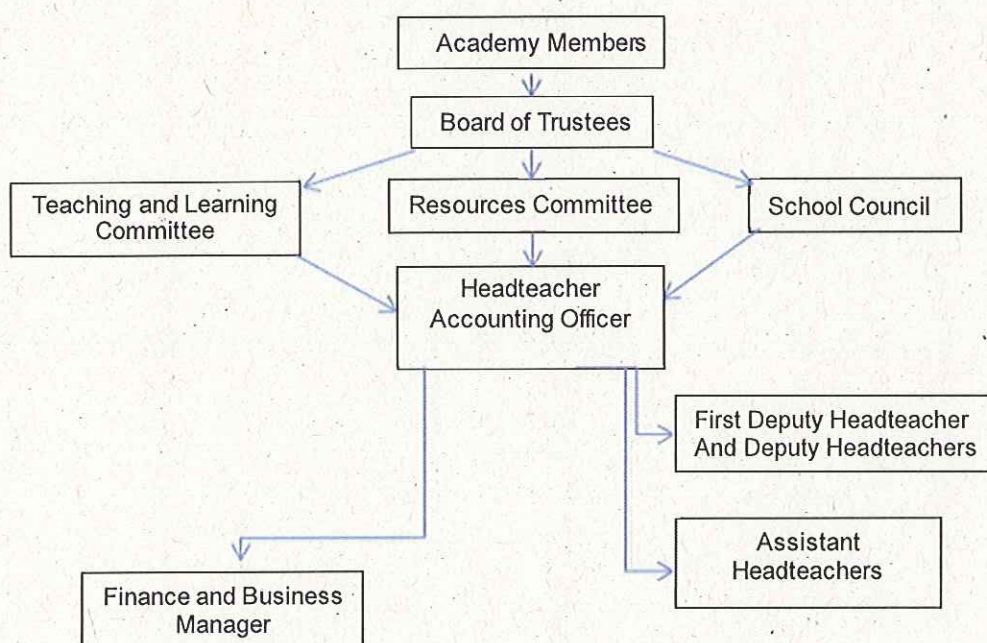 Academy Members
Board of Trustees
Teaching and Learning
Committee
Resources Committee
School Council
Headteacher
Accounting Officer
First Deputy Headteacher
And Deputy Headteachers
Assistant
Headteachers
Finance and Business
Manager